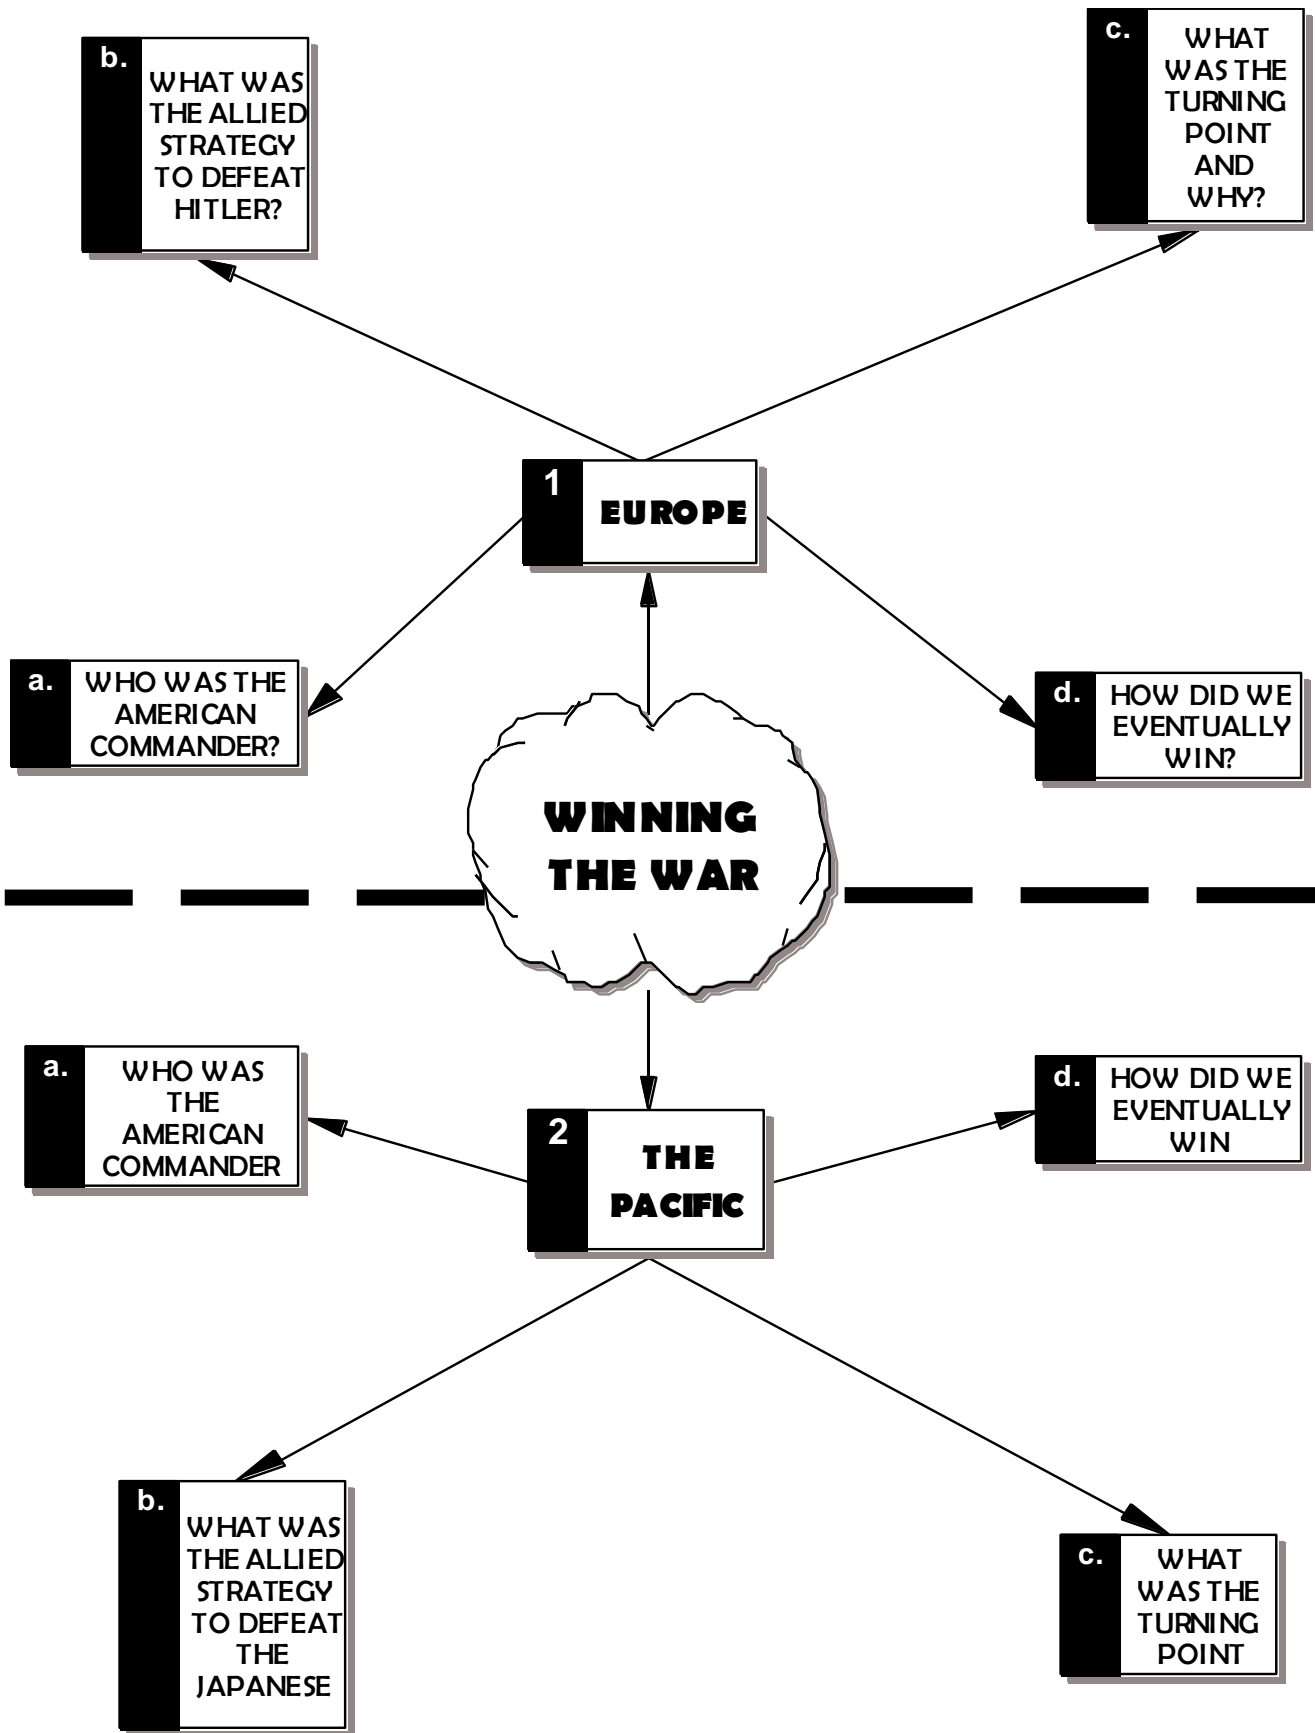 b.
WHAT WAS
THE ALLIED
STRATEGY
TO DEFEAT
HITLER?
c.
WHAT
WAS THE
TURNING
POINT
AND
WHY?
1
EUROPE
a.
WHO WAS THE
AMERICAN
COMMANDER?
d.
HOW DID WE
EVENTUALLY
WIN?
WINNING
THE WAR
a.
WHO WAS
THE
AMERICAN
COMMANDER
d.
HOW DID WE
EVENTUALLY
WIN
2
THE
PACIFIC
b.
WHAT WAS
THE ALLIED
STRATEGY
TO DEFEAT
THE
JAPANESE
c.
WHAT
WAS THE
TURNING
POINT